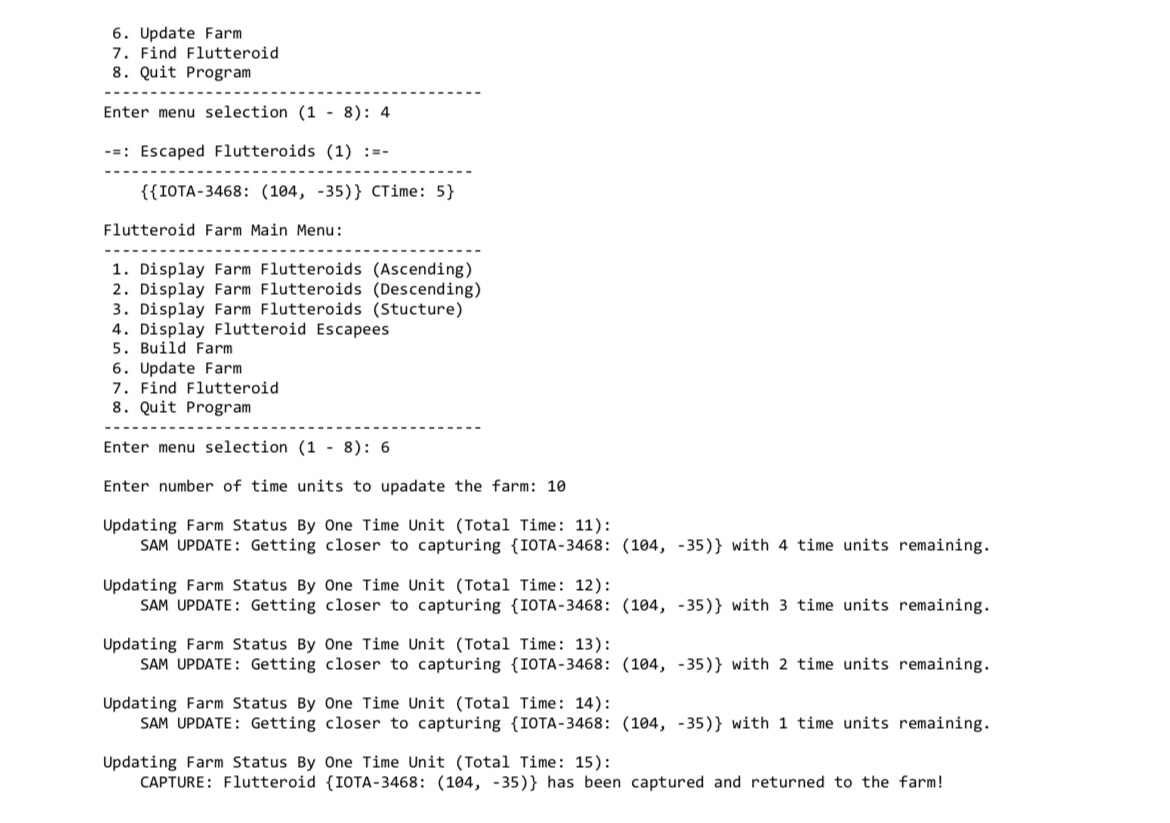 6. Update Farm
7. Find Flutteroid
8. Quit Program
-----------------------------------------
Enter menu selection (1 - 8): 4
-=: Escaped Flutteroids (1) :=-
----------------------------------------
{{IOTA-3468: (104, -35)} CTime: 5}
Flutteroid Farm Main Menu:
-----------------------------------------
1. Display Farm Flutteroids (Ascending)
2. Display Farm Flutteroids (Descending)
3. Display Farm Flutteroids (Stucture)
4. Display Flutteroid Escapees
5. Build Farm
6. Update Farm
7. Find Flutteroid
8. Quit Program
-----------------------------------------
Enter menu selection (1 - 8): 6
Enter number of time units to upadate the farm: 10
Updating Farm Status By One Time Unit (Total Time: 11):
SAM UPDATE: Getting closer to capturing {IOTA-3468: (104, -35)} with 4 time units remaining.
Updating Farm Status By One Time Unit (Total Time: 12):
SAM UPDATE: Getting closer to capturing {IOTA-3468: (104, -35)} with 3 time units remaining.
Updating Farm Status By One Time Unit (Total Time: 13):
SAM UPDATE: Getting closer to capturing {IOTA-3468: (104, -35)} with 2 time units remaining.
Updating Farm Status By One Time Unit (Total Time: 14):
SAM UPDATE: Getting closer to capturing {IOTA-3468: (104, -35)} with 1 time units remaining.
Updating Farm Status By One Time Unit (Total Time: 15):
CAPTURE: Flutteroid {IOTA-3468: (104, -35)} has been captured and returned to the farm!